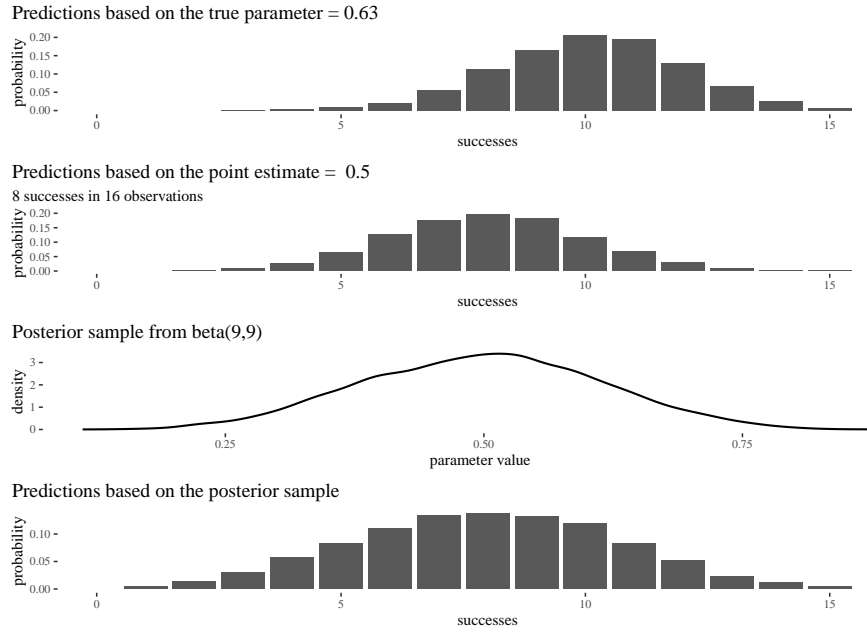 Predictions based on the true parameter = 0.63
probability
0.20
0.15
0.10
0.05
0.00
0 5 10 15
successes
Predictions based on the point estimate = 0.5
8 successes in 16 observations
probability
0.20
0.15
0.10
0.05
0.00
0 5 10 15
successes
Posterior sample from beta(9,9)
density
3
2
1
0
0.25 0.50 0.75
parameter value
Predictions based on the posterior sample
probability
0.10
0.05
0.00
0 5 10 15
successes